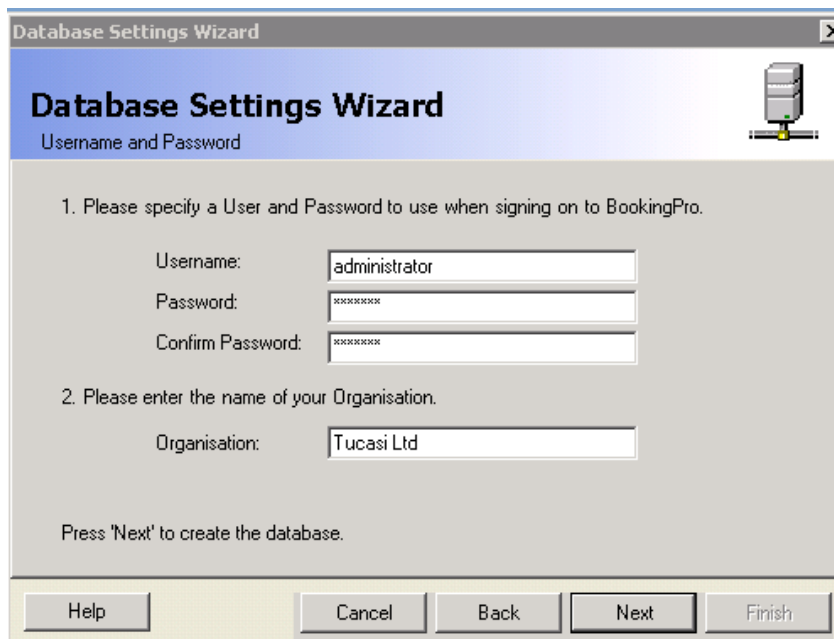 Database Settings Wizard
Database Settings Wizard
Username and Password
1. Please specify a User and Password to use when signing on to BookingPro.
Username: administrator
Password: *******
Confirm Password: *******
2. Please enter the name of your Organisation.
Organisation: Tucasi Ltd
Press 'Next' to create the database.
Help Cancel Back Next Finish